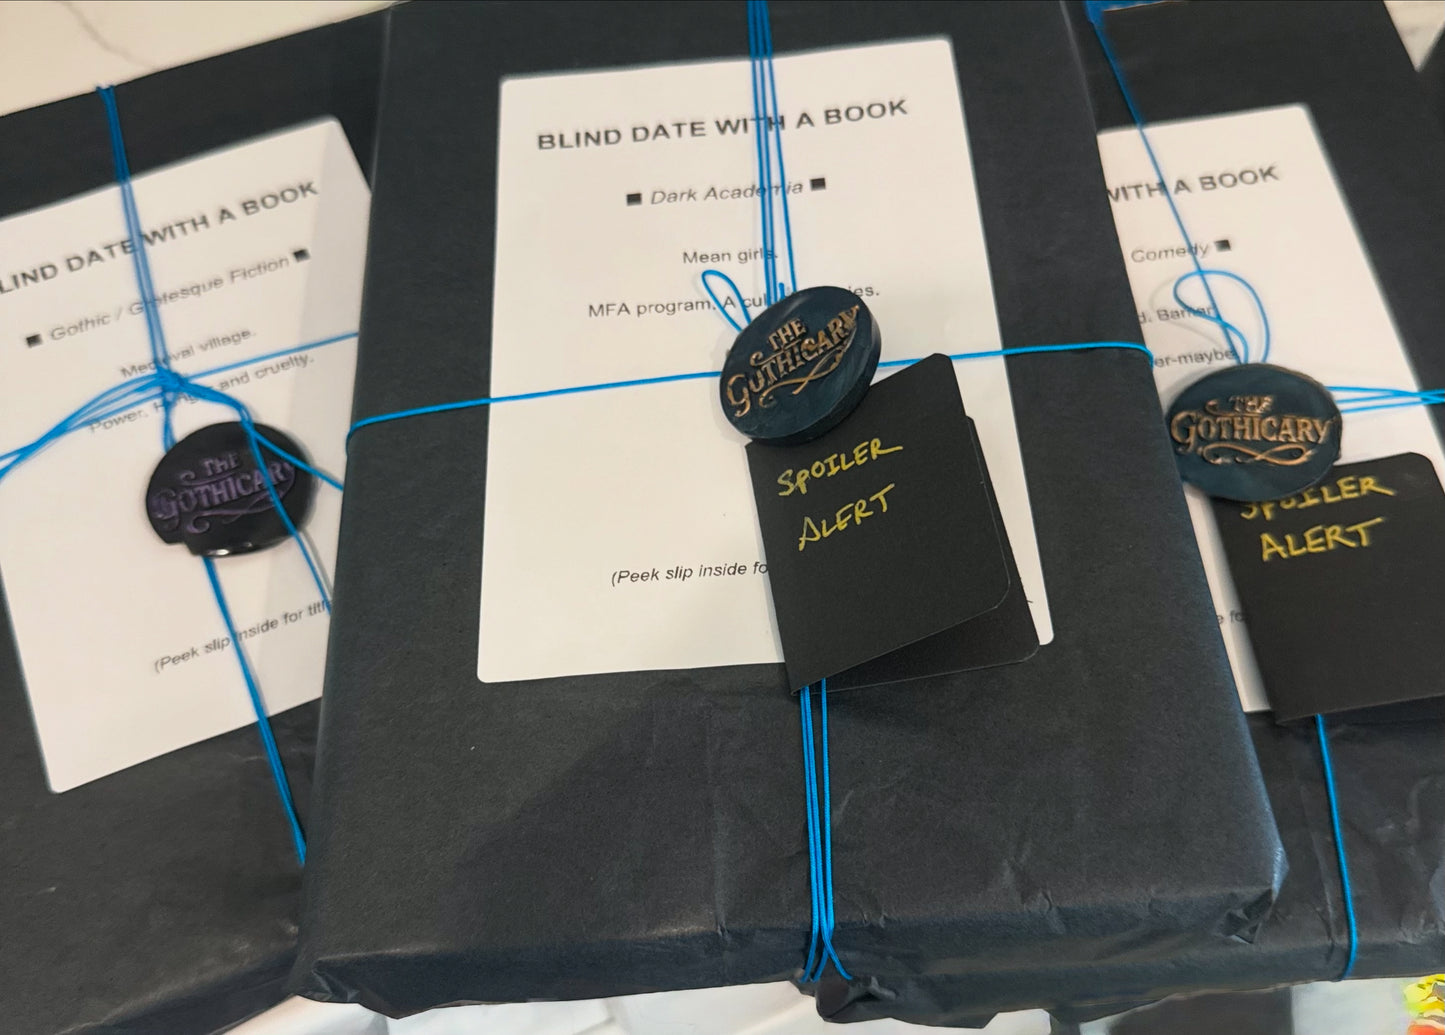 BLIND DATE WITH A BOOK
■ Gothic / Grotesque Fiction ■
Medieval village.
Power. and cruelty.
THE
GOTHICARY
(Peek slip inside for
BLIND DATE WITH A BOOK
■ Dark Academia ■
Mean girls.
MFA program. A
THE
GOTHICARY
SPOILER
ALERT
(Peek slip inside
WITH A BOOK
Comedy ■
THE
GOTHICARY
SPOILER
ALERT